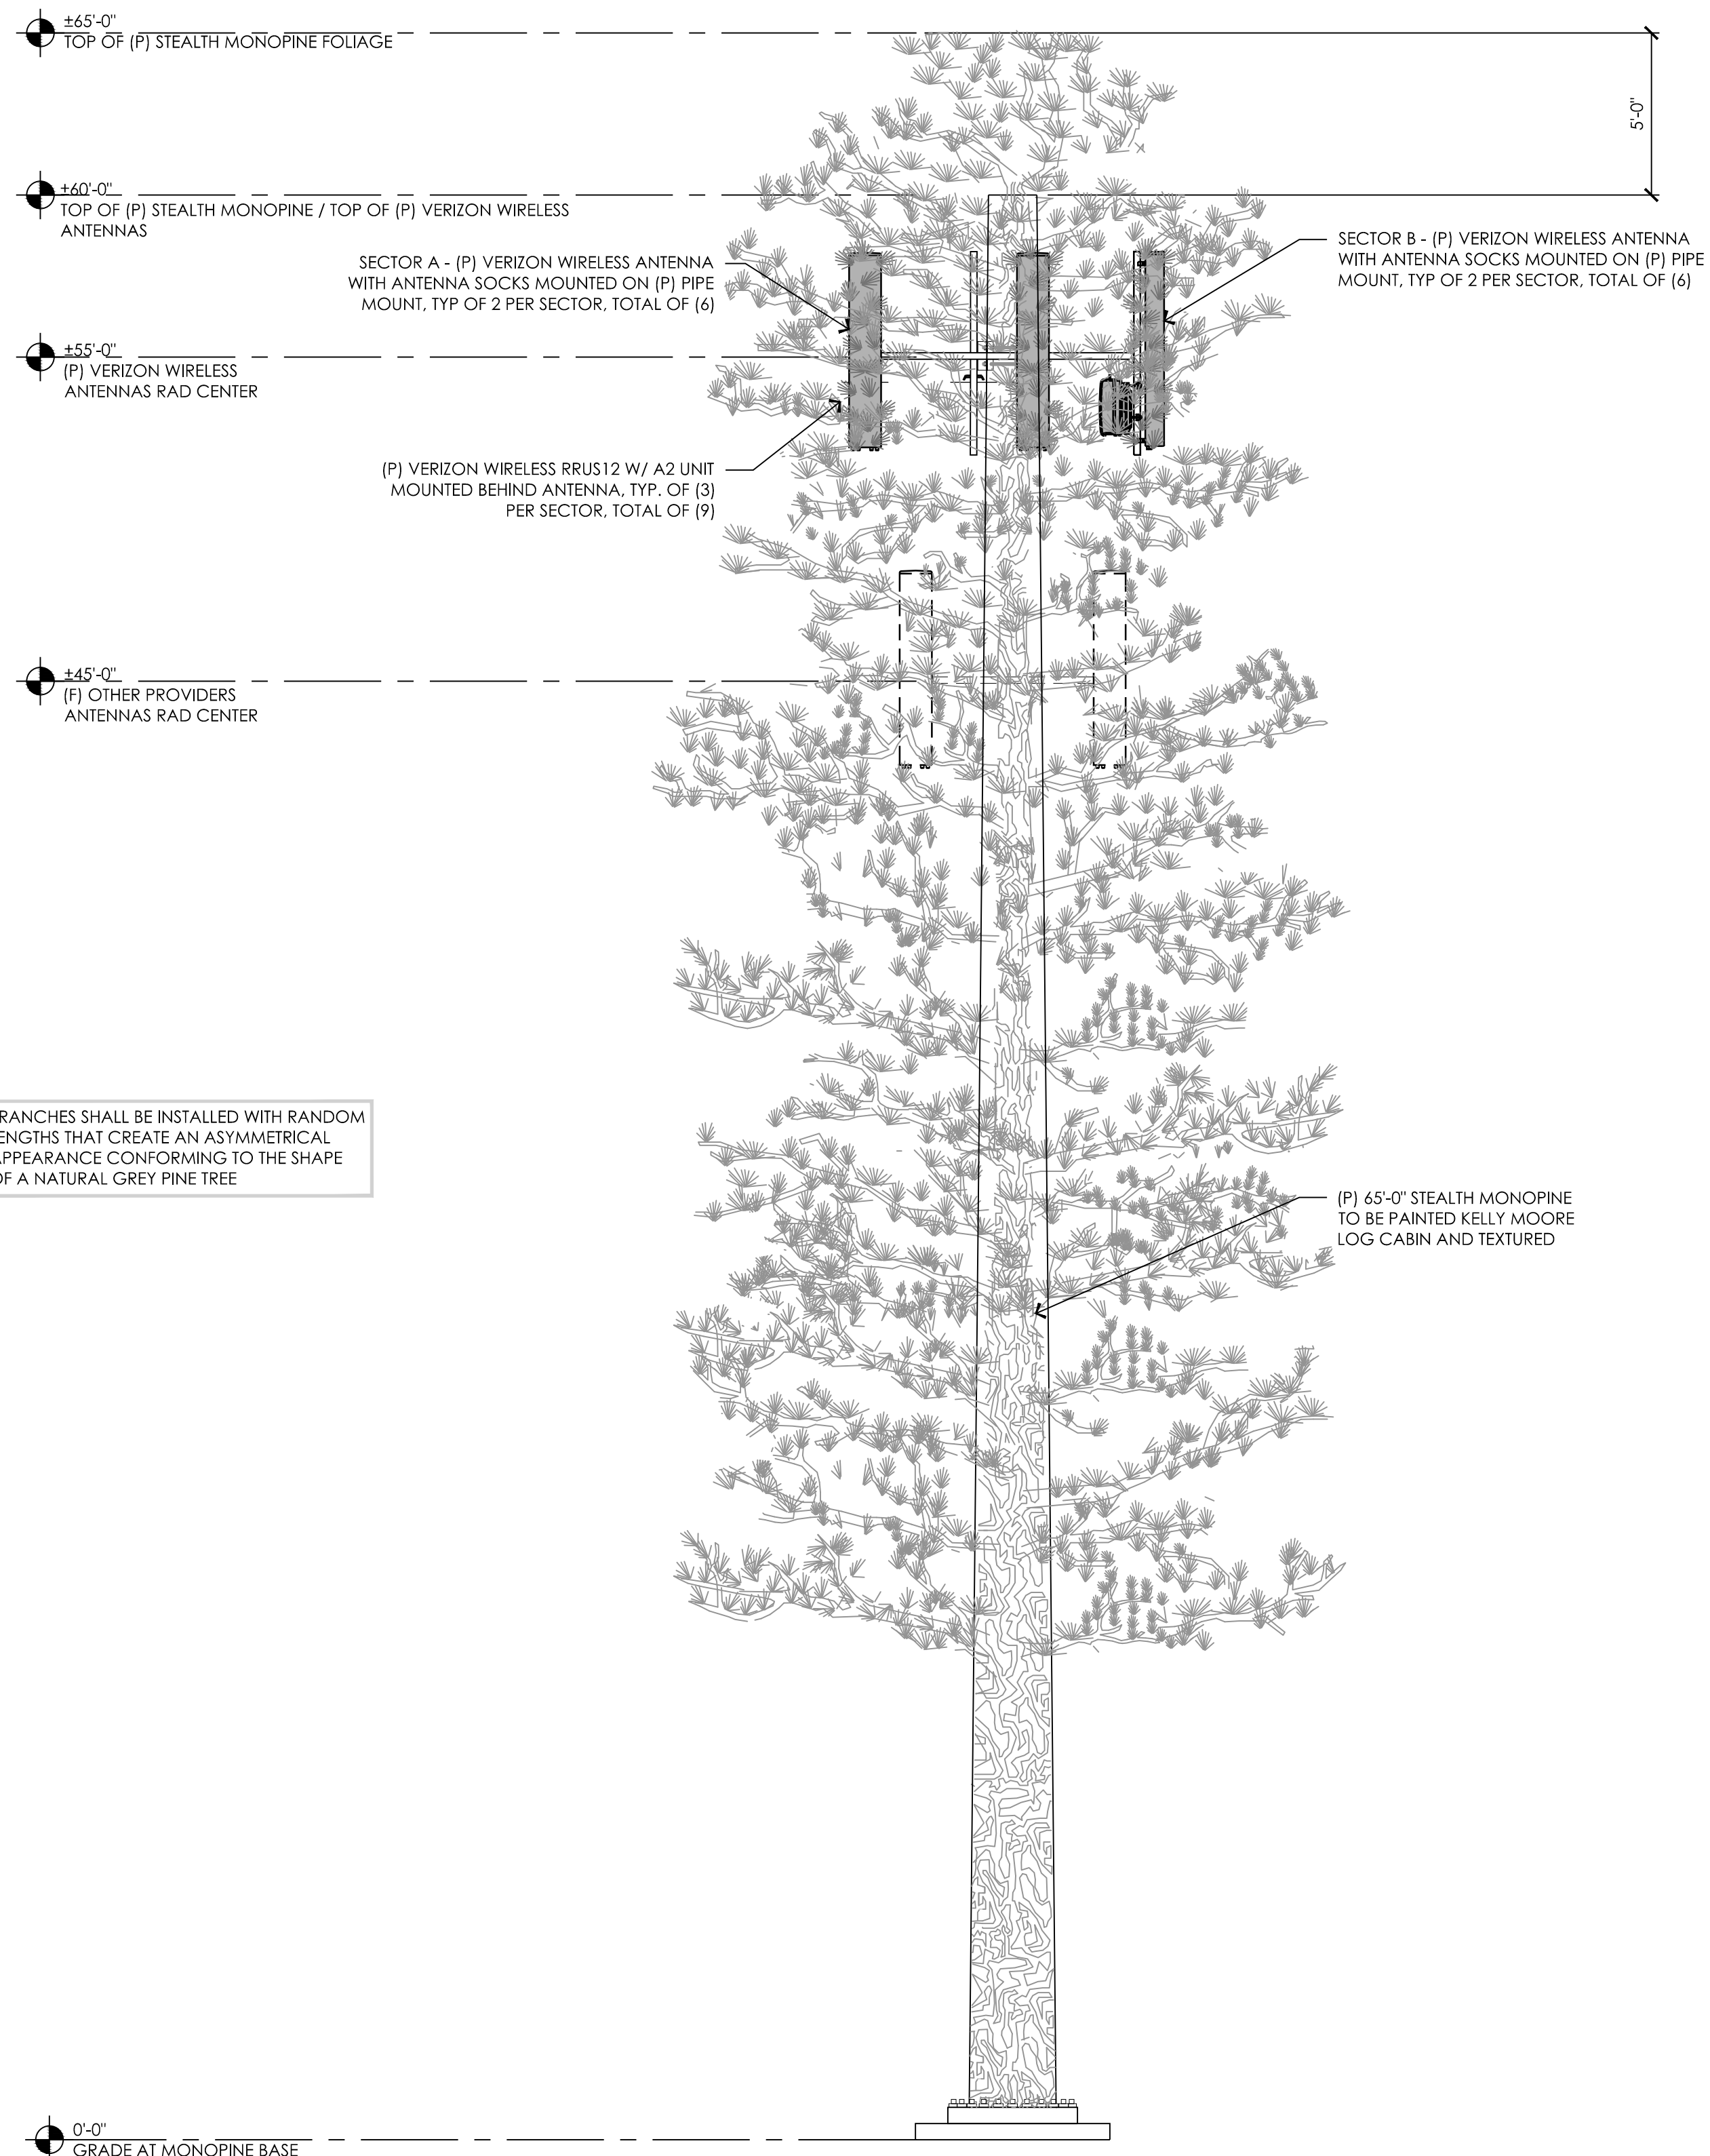 ±65'-0"
TOP OF (P) STEALTH MONOPINE FOLIAGE
5'-0"
±60'-0"
TOP OF (P) STEALTH MONOPINE / TOP OF (P) VERIZON WIRELESS
ANTENNAS
SECTOR A - (P) VERIZON WIRELESS ANTENNA
WITH ANTENNA SOCKS MOUNTED ON (P) PIPE
MOUNT, TYP OF 2 PER SECTOR, TOTAL OF (6)
SECTOR B - (P) VERIZON WIRELESS ANTENNA
WITH ANTENNA SOCKS MOUNTED ON (P) PIPE
MOUNT, TYP OF 2 PER SECTOR, TOTAL OF (6)
±55'-0"
(P) VERIZON WIRELESS
ANTENNAS RAD CENTER
(P) VERIZON WIRELESS RRUS12 W/ A2 UNIT
MOUNTED BEHIND ANTENNA, TYP. OF (3)
PER SECTOR, TOTAL OF (9)
±45'-0"
(F) OTHER PROVIDERS
ANTENNAS RAD CENTER
RANCHES SHALL BE INSTALLED WITH RANDOM
ENGTHS THAT CREATE AN ASYMMETRICAL
APPEARANCE CONFORMING TO THE SHAPE
OF A NATURAL GREY PINE TREE
(P) 65'-0" STEALTH MONOPINE
TO BE PAINTED KELLY MOORE
LOG CABIN AND TEXTURED
0'-0"
GRADE AT MONOPINE BASE